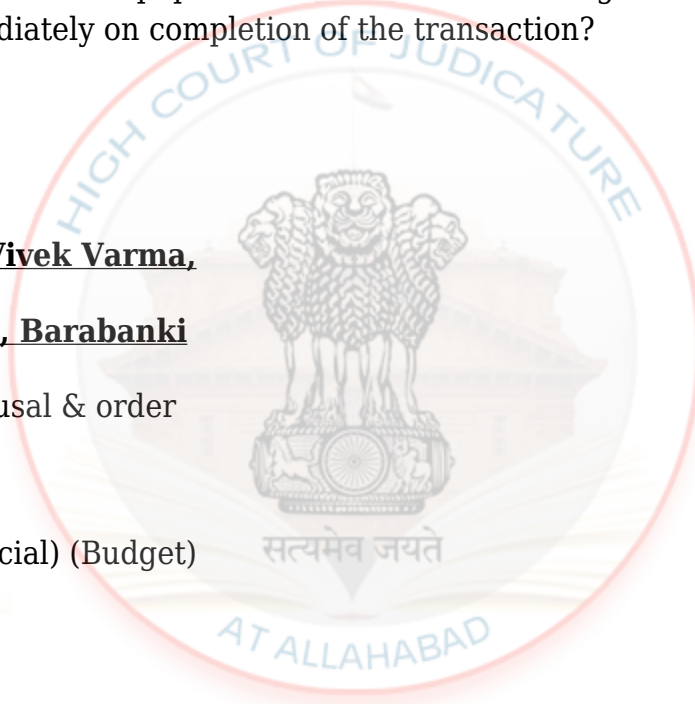 diately on completion of the transaction?
HIGH COURT OF JUDICATURE
Vivek Varma,
, Barabanki
usal & order
cial) (Budget)
सत्यमेव जयते
AT ALLAHABAD